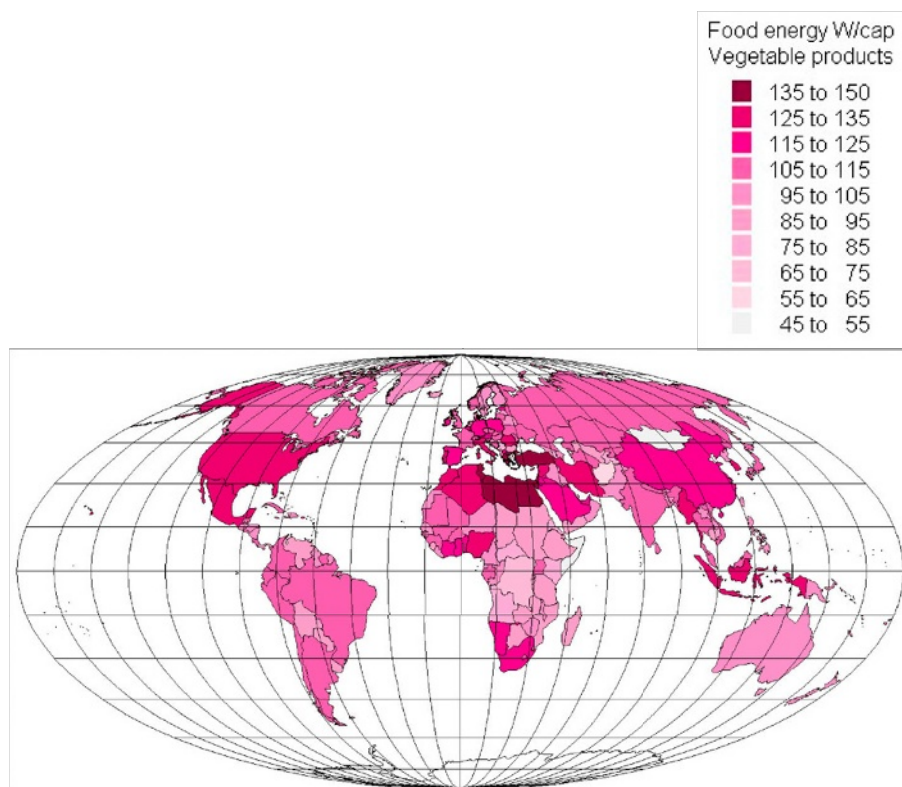 Food energy W/cap
Vegetable products
135 to 150
125 to 135
115 to 125
105 to 115
95 to 105
85 to 95
75 to 85
65 to 75
55 to 65
45 to 55